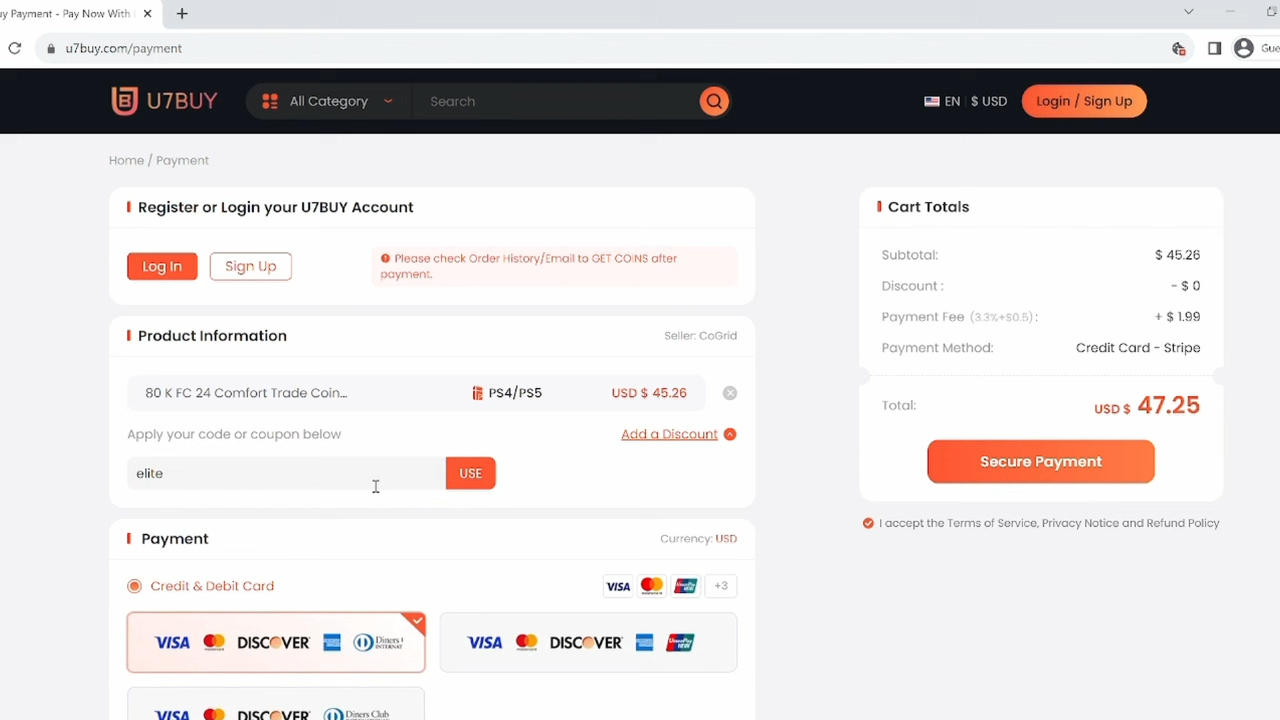 uy Payment - Pay Now With
u7buy.com/payment
Gue
U7BUY
All Category
Search
EN | $ USD
Login / Sign Up
Home / Payment
Register or Login your U7BUY Account
Log In
Sign Up
Please check Order History/Email to GET COINS after
payment.
Product Information
Seller: CoGrid
80 K FC 24 Comfort Trade Coin...
PS4/PS5
USD $ 45.26
Apply your code or coupon below
Add a Discount
elite
USE
Payment
Currency: USD
Credit & Debit Card
VISA
+3
VISA
DISCOVER
Diners
INTERNAT
VISA
DISCOVER
VISA
DISCOVER
Diners Club
Cart Totals
Subtotal:
$ 45.26
Discount :
- $ 0
Payment Fee (3.3%+$0.5) :
+ $ 1.99
Payment Method:
Credit Card - Stripe
Total:
USD $ 47.25
Secure Payment
I accept the Terms of Service, Privacy Notice and Refund Policy